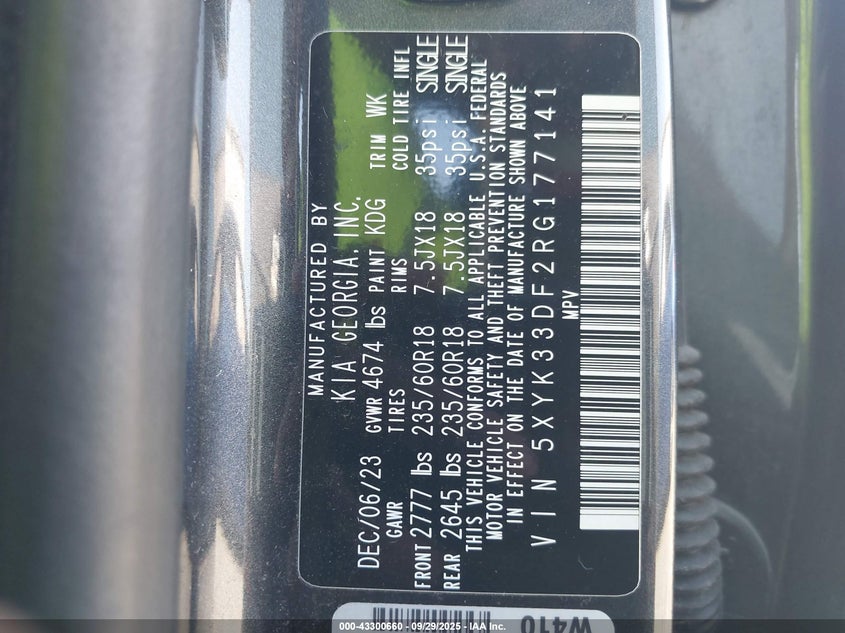 MANUFACTURED BY
KIA GEORGIA, INC.
DEC/06/23 GVWR 4674 lbs PAINT KDG TRIM WK
GAWR TIRES RIMS COLD TIRE INFL
FRONT 2777 lbs 235/60R18 7.5JX18 35psi SINGLE
REAR 2645 lbs 235/60R18 7.5JX18 35psi SINGLE
THIS VEHICLE CONFORMS TO ALL APPLICABLE U.S.A. FEDERAL
MOTOR VEHICLE SAFETY AND THEFT PREVENTION STANDARDS
IN EFFECT ON THE DATE OF MANUFACTURE SHOWN ABOVE
VIN 5XYK33DF2RG177141
MPV
W410
000-43300660 - 09/29/2025 - IAA Inc.